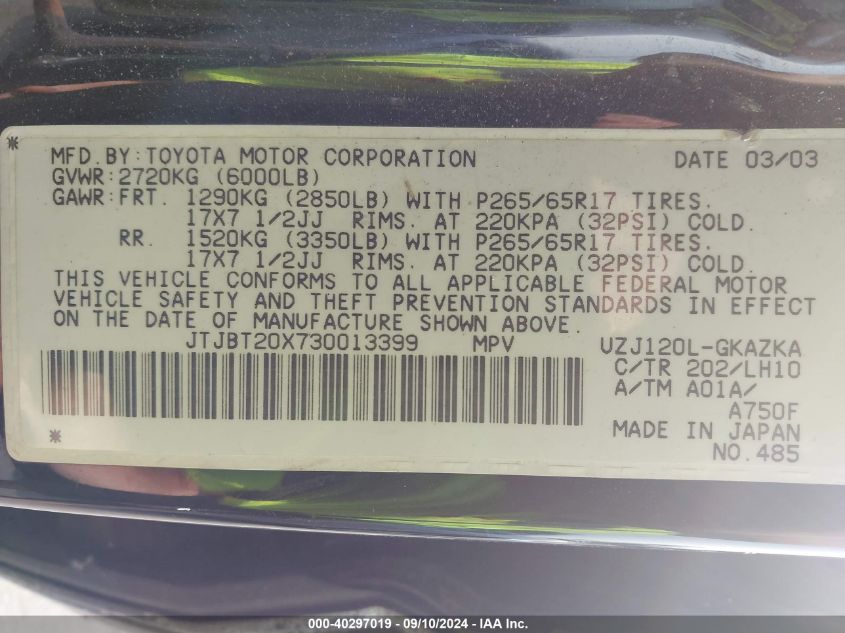 * MFD.BY:TOYOTA MOTOR CORPORATION DATE 03/03
GVWR:2720KG (6000LB)
GAWR:FRT. 1290KG (2850LB) WITH P265/65R17 TIRES.
17X7 1/2JJ RIMS. AT 220KPA (32PSI) COLD.
RR. 1520KG (3350LB) WITH P265/65R17 TIRES.
17X7 1/2JJ RIMS. AT 220KPA (32PSI) COLD.
THIS VEHICLE CONFORMS TO ALL APPLICABLE FEDERAL MOTOR
VEHICLE SAFETY AND THEFT PREVENTION STANDARDS IN EFFECT
ON THE DATE OF MANUFACTURE SHOWN ABOVE.
JTJBT20X730013399 MPV UZJ120L-GKAZKA
C/TR 202/LH10
A/TM A01A/
A750F
* MADE IN JAPAN
NO.485
000-40297019 - 09/10/2024 - IAA Inc.